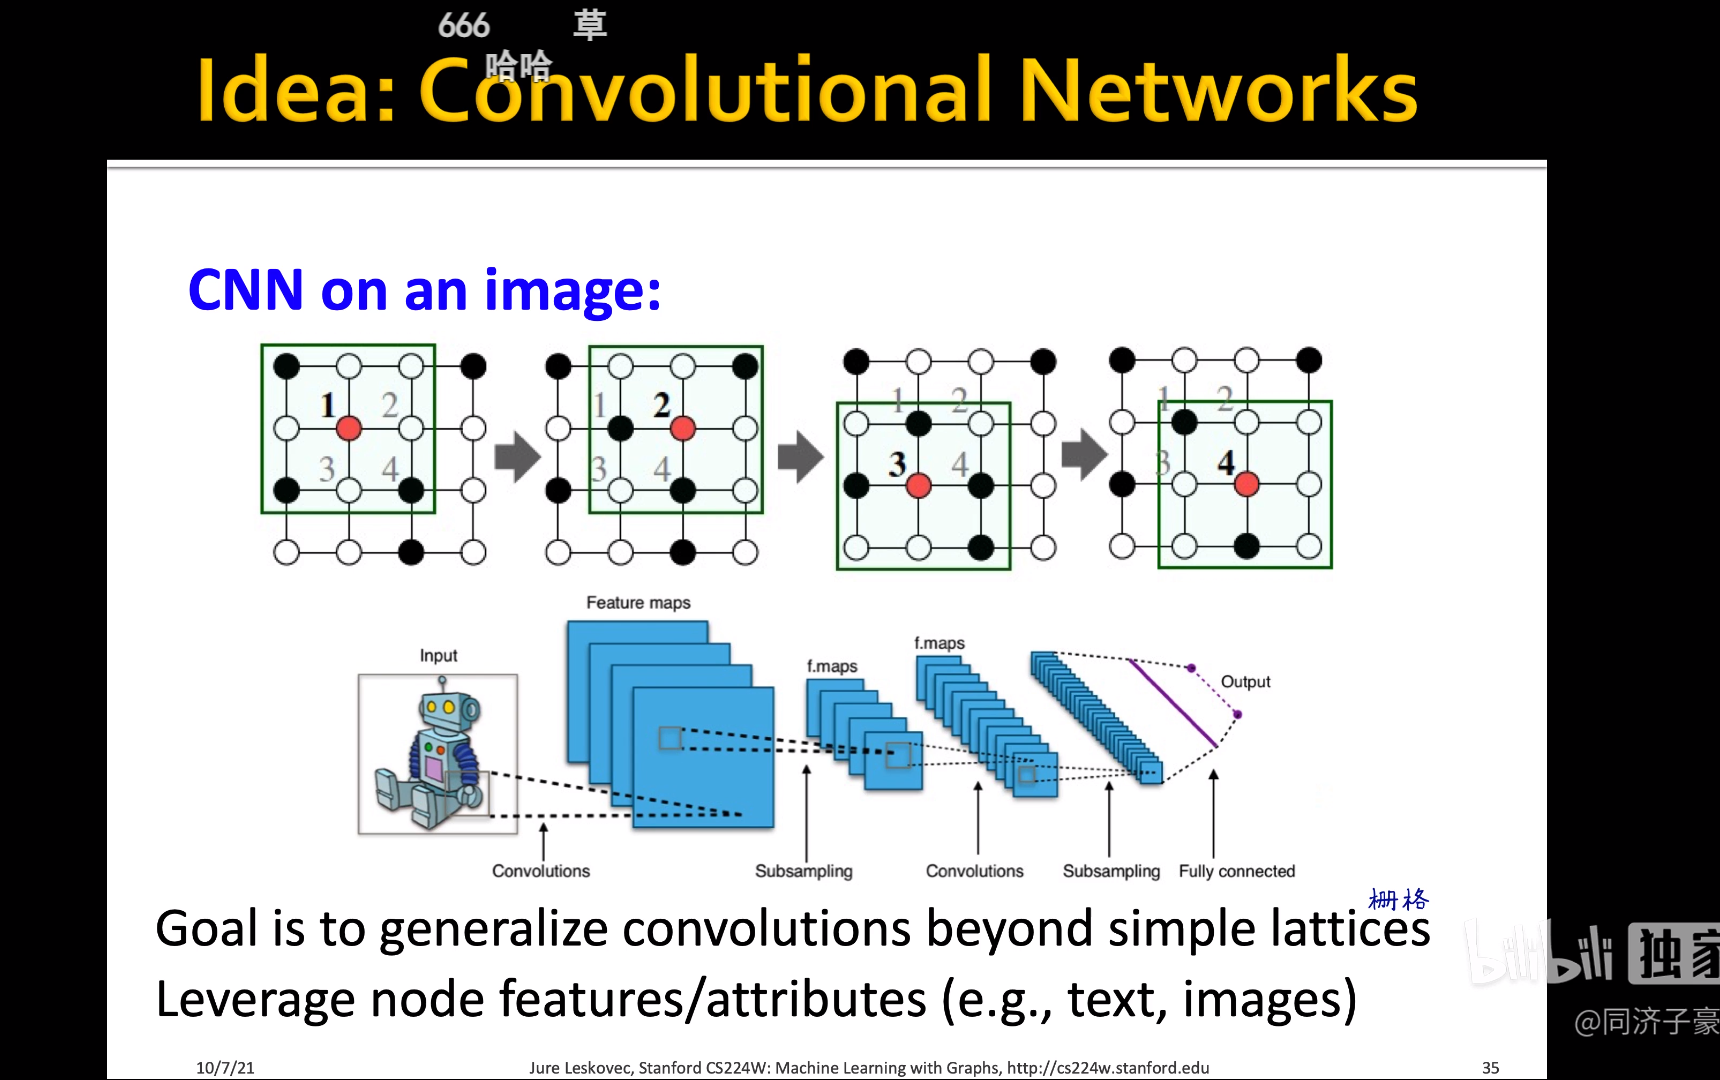 666 草
哈哈
Idea: Convolutional Networks
CNN on an image:
1 2 1 2 1 2 1 2
3 4 3 4 3 4 3 4
Feature maps
Input
f.maps
f.maps
Output
Convolutions Subsampling Convolutions Subsampling Fully connected
栅格
Goal is to generalize convolutions beyond simple lattices
Leverage node features/attributes (e.g., text, images)
bilibili 独家
@同济子豪
10/7/21 Jure Leskovec, Stanford CS224W: Machine Learning with Graphs, http://cs224w.stanford.edu 35